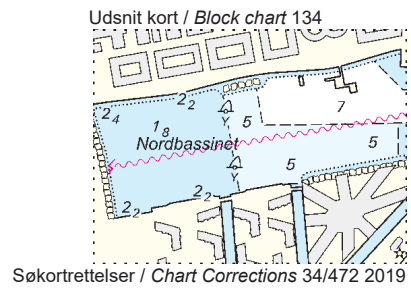 Udsnit kort / Block chart 134
7
2₂
2₄
1₈
5
Nordbassinet
Y
5
5
Y
2₂
2₂
Søkortrettelser / Chart Corrections 34/472 2019